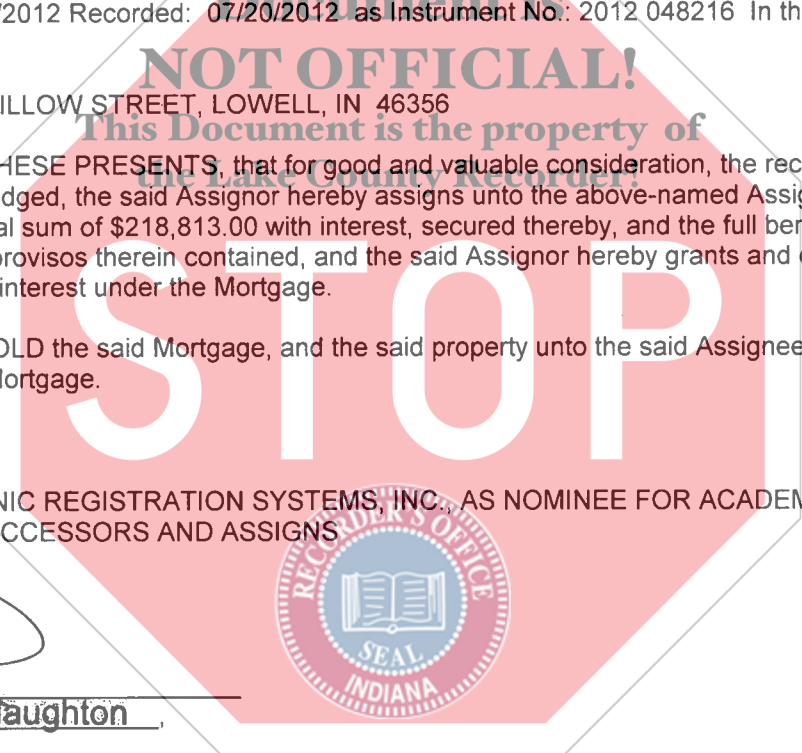 Document is
/2012 Recorded: 07/20/2012 as Instrument No.: 2012 048216 In th
NOT OFFICIAL!
ILLOW STREET, LOWELL, IN 46356
This Document is the property of
HESE PRESENTS, that for good and valuable consideration, the rec
the Lake County Recorder!
dged, the said Assignor hereby assigns unto the above-named Assig
al sum of $218,813.00 with interest, secured thereby, and the full ber
provisos therein contained, and the said Assignor hereby grants and
interest under the Mortgage.
STOP
OLD the said Mortgage, and the said property unto the said Assignee
Mortgage.
NIC REGISTRATION SYSTEMS, INC., AS NOMINEE FOR ACADEM
CCESSORS AND ASSIGNS
RECORDER'S OFFICE
SEAL
INDIANA
laughton ,